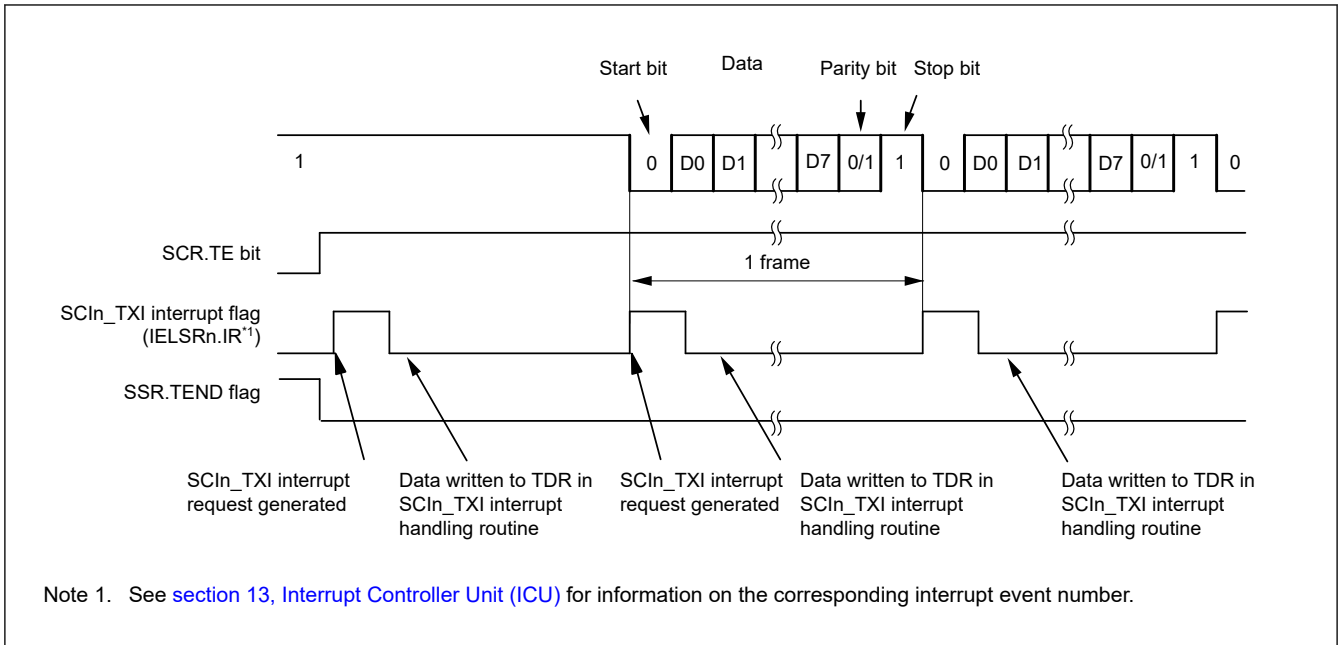 Start bit Data Parity bit Stop bit
1 0 D0 D1 D7 0/1 1 0 D0 D1 D7 0/1 1 0
SCR.TE bit
1 frame
SCIn_TXI interrupt flag
(IELSRn.IR*1)
SSR.TEND flag
SCIn_TXI interrupt
request generated
Data written to TDR in
SCIn_TXI interrupt
handling routine
SCIn_TXI interrupt
request generated
Data written to TDR in
SCIn_TXI interrupt
handling routine
Data written to TDR in
SCIn_TXI interrupt
handling routine
Note 1. See section 13, Interrupt Controller Unit (ICU) for information on the corresponding interrupt event number.